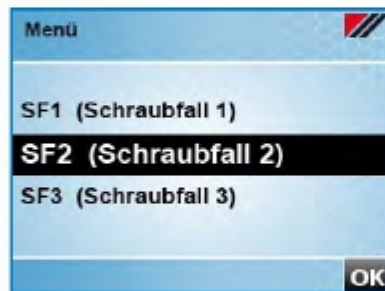 Menü
SF1 (Schraubfall 1)
SF2 (Schraubfall 2)
SF3 (Schraubfall 3)
OK